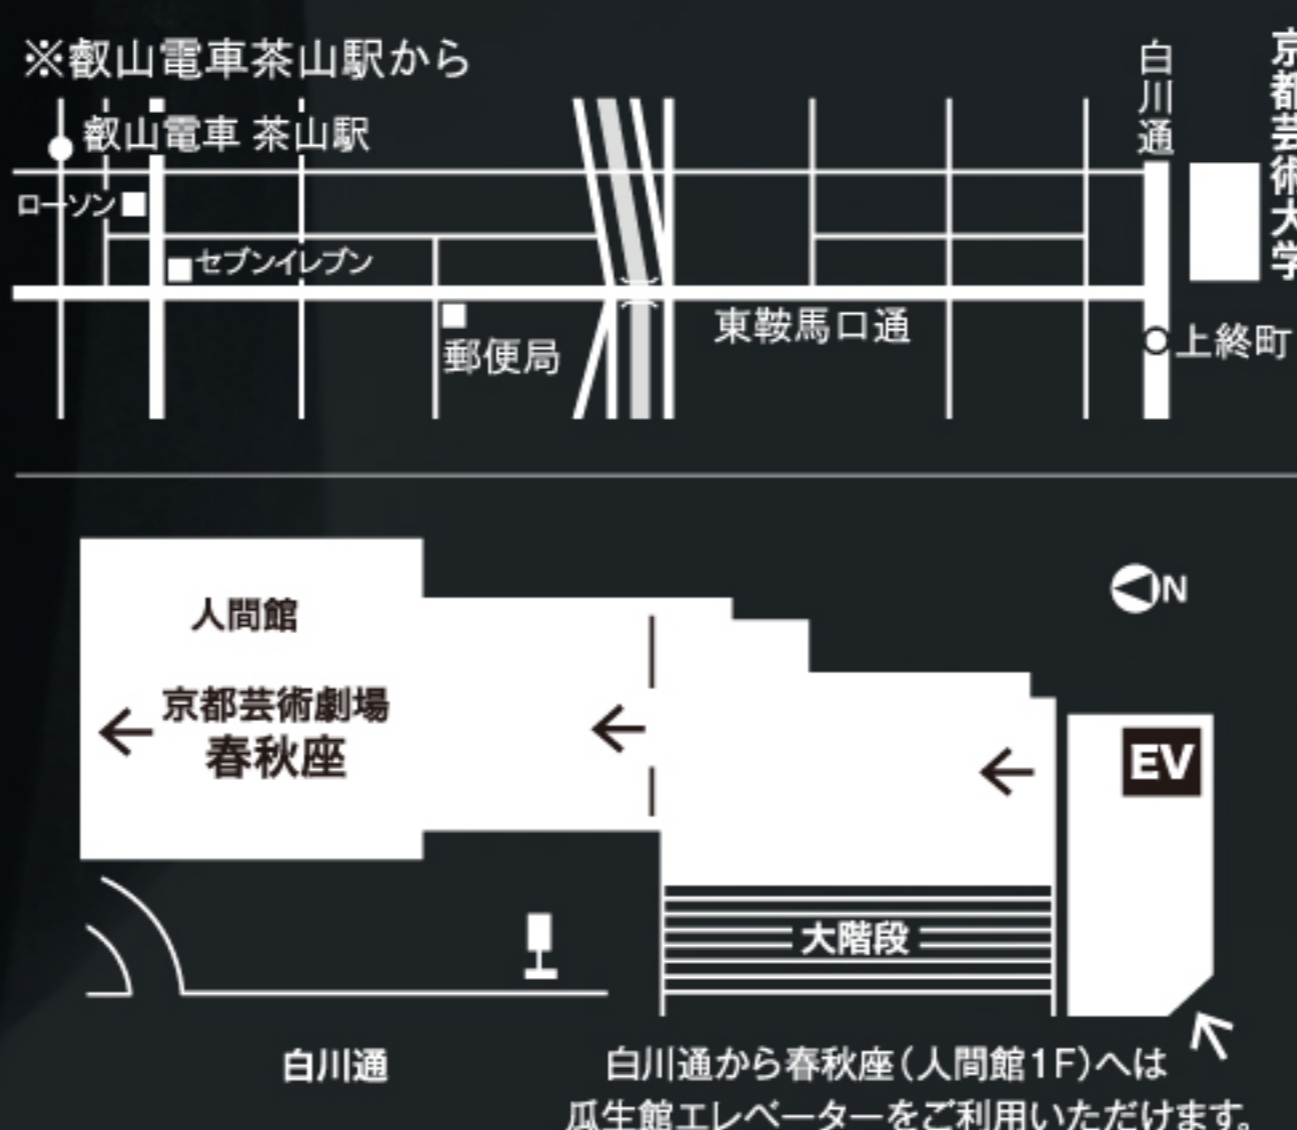 ※叡山電車茶山駅から
叡山電車 茶山駅
白川通
京都芸術大学
ローソン
セブンイレブン
郵便局
東鞍馬口通
上終町
人間館
N
京都芸術劇場
春秋座
EV
大階段
白川通
白川通から春秋座(人間館1F)へは
瓜生館エレベーターをご利用いただけます。